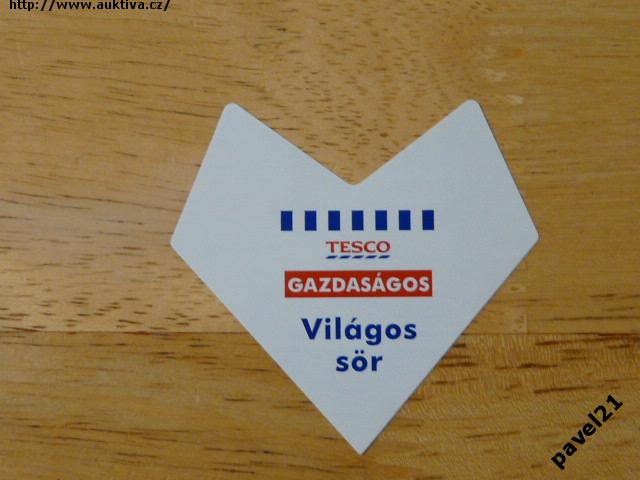 http://www.auktiva.cz/
TESCO
GAZDASÁGOS
Világos
sör
pavel21